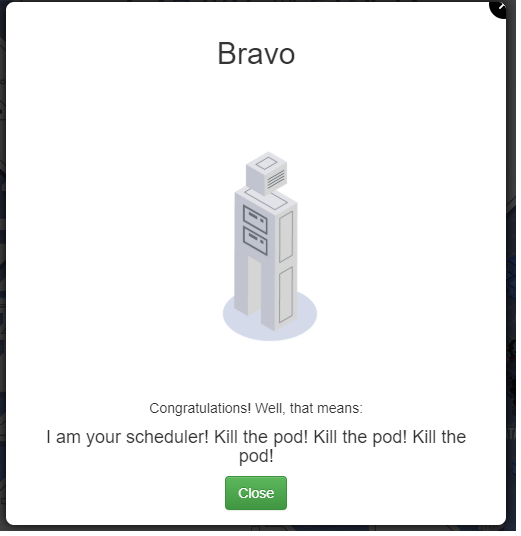 Bravo
Congratulations! Well, that means:
I am your scheduler! Kill the pod! Kill the pod! Kill the
pod!
Close